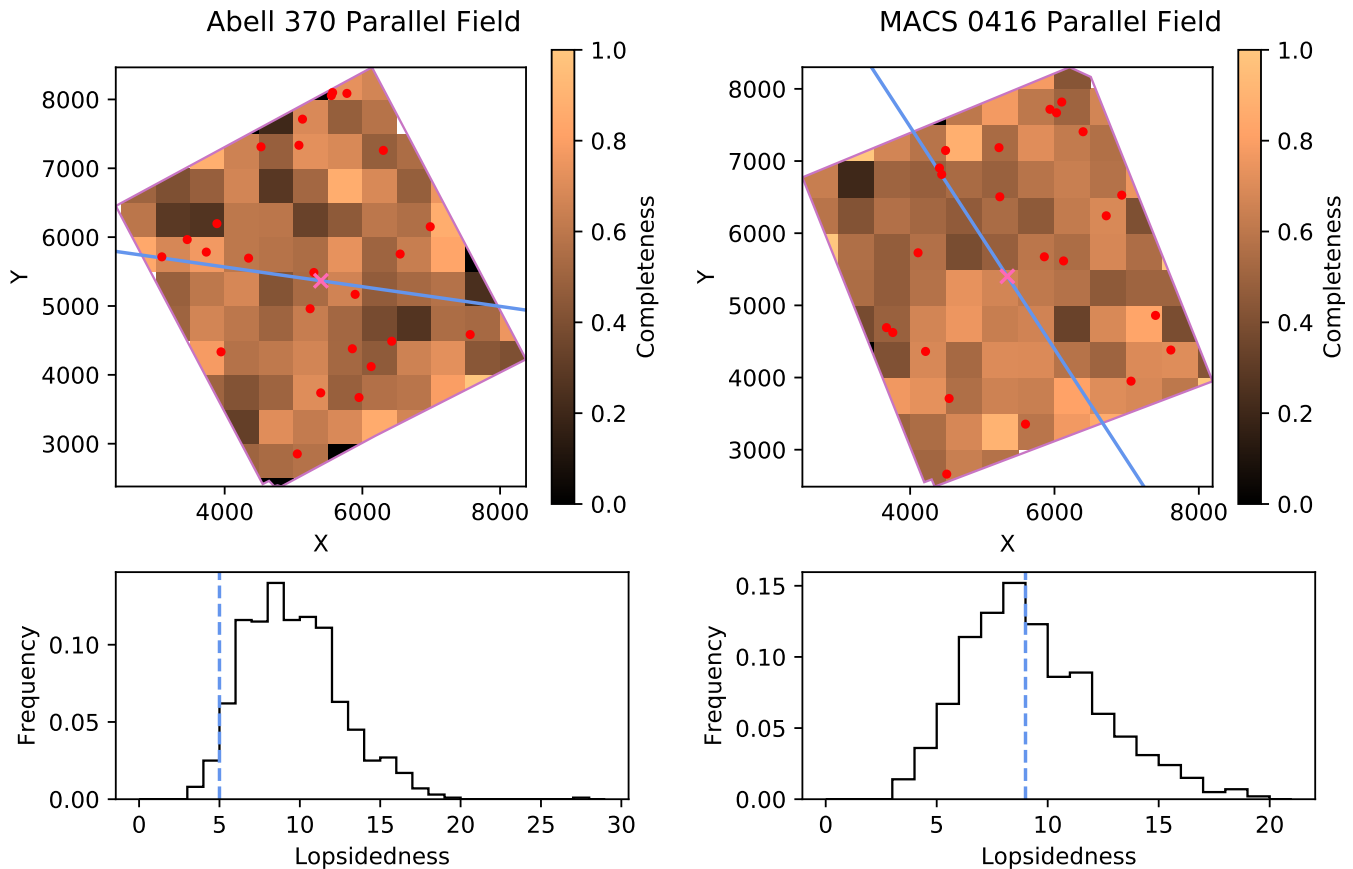 Abell 370 Parallel Field
8000
7000
6000
5000
4000
3000
Y
4000 6000 8000
X
1.0
0.8
0.6
0.4
0.2
0.0
Completeness
MACS 0416 Parallel Field
8000
7000
6000
5000
4000
3000
Y
4000 6000 8000
X
1.0
0.8
0.6
0.4
0.2
0.0
Completeness
0.10
0.05
0.00
Frequency
0 5 10 15 20 25 30
Lopsidedness
0.15
0.10
0.05
0.00
Frequency
0 5 10 15 20
Lopsidedness